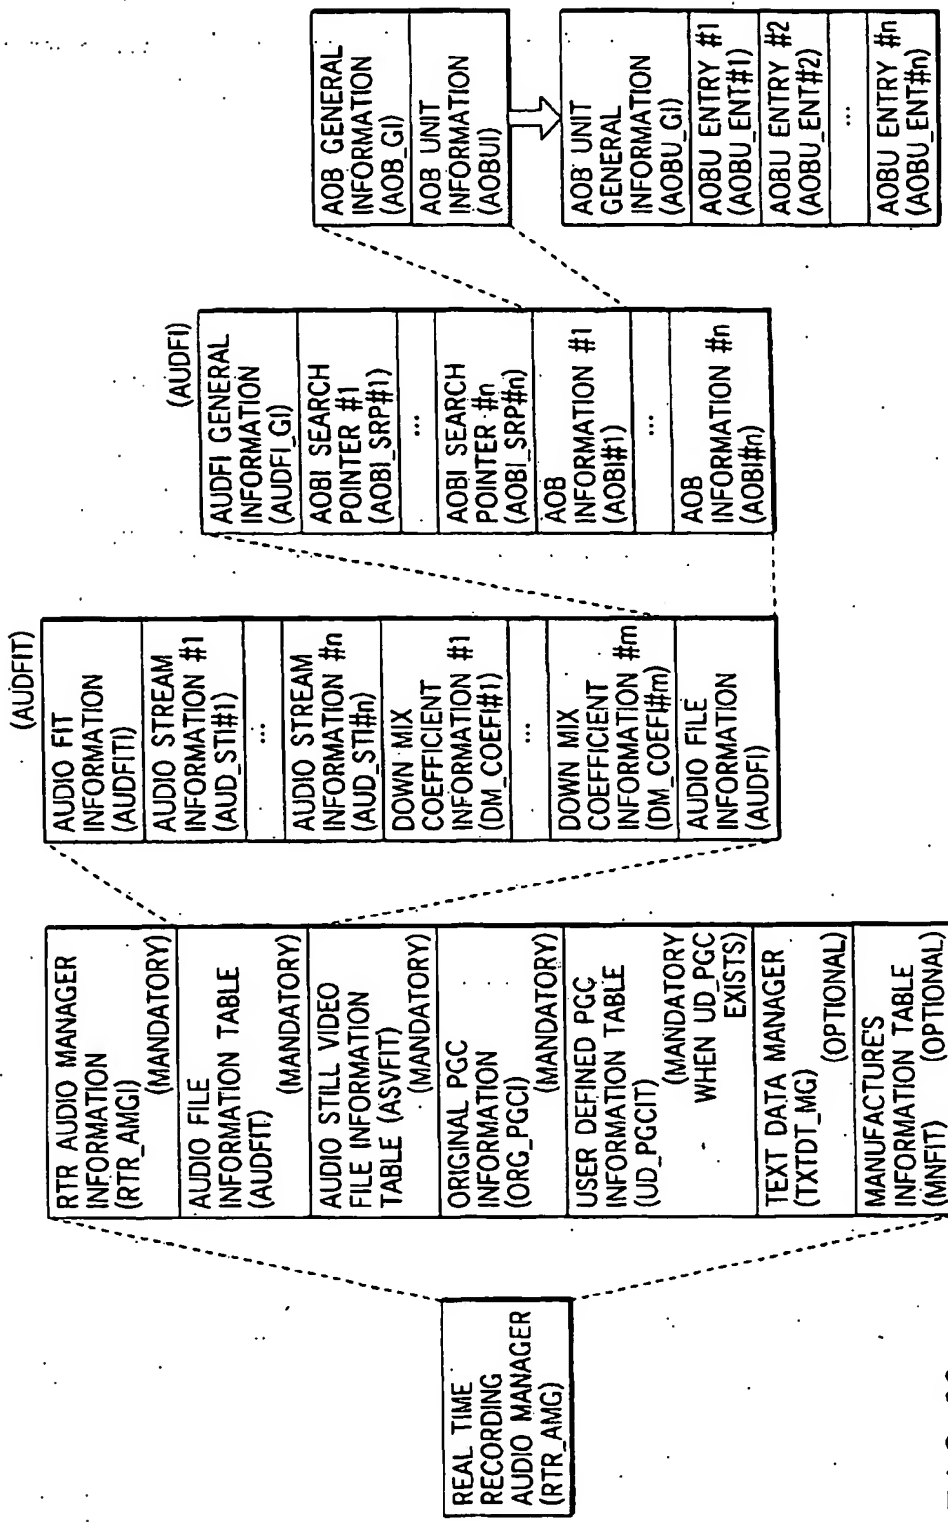 REAL TIME
RECORDING
AUDIO MANAGER
(RTR_AMG)
RTR AUDIO MANAGER
INFORMATION
(RTR_AMGI)
(MANDATORY)
AUDIO FILE
INFORMATION TABLE
(AUDFIT)
(MANDATORY)
AUDIO STILL VIDEO
FILE INFORMATION
TABLE (ASVFIT)
(MANDATORY)
ORIGINAL PGC
INFORMATION
(ORG_PGCI)
(MANDATORY)
USER DEFINED PGC
INFORMATION TABLE
(UD_PGCIT)
(MANDATORY
WHEN UD_PGC
EXISTS)
TEXT DATA MANAGER
(TXTDT_MG)
(OPTIONAL)
MANUFACTURE'S
INFORMATION TABLE
(MNFIT) (OPTIONAL)
(AUDFIT)
AUDIO FIT
INFORMATION
(AUDFITI)
AUDIO STREAM
INFORMATION #1
(AUD_STI#1)
...
AUDIO STREAM
INFORMATION #n
(AUD_STI#n)
DOWN MIX
COEFFICIENT
INFORMATION #1
(DM_COEFI#1)
...
DOWN MIX
COEFFICIENT
INFORMATION #m
(DM_COEFI#m)
AUDIO FILE
INFORMATION
(AUDFI)
(AUDFI)
AUDFI GENERAL
INFORMATION
(AUDFI_GI)
AOBI SEARCH
POINTER #1
(AOBI_SRP#1)
...
AOBI SEARCH
POINTER #n
(AOBI_SRP#n)
AOB
INFORMATION #1
(AOBI#1)
...
AOB
INFORMATION #n
(AOBI#n)
AOB GENERAL
INFORMATION
(AOB_GI)
AOB UNIT
INFORMATION
(AOBUI)
AOB UNIT
GENERAL
INFORMATION
(AOBU_GI)
AOBU ENTRY #1
(AOBU_ENT#1)
AOBU ENTRY #2
(AOBU_ENT#2)
...
AOBU ENTRY #n
(AOBU_ENT#n)